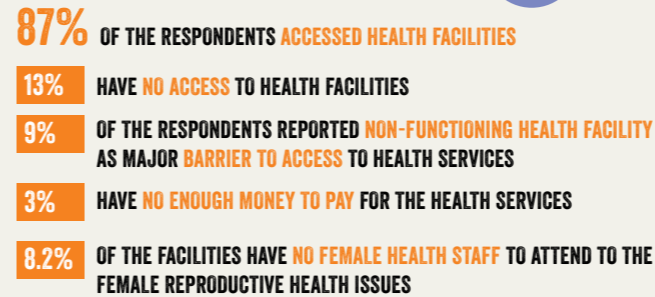 87% OF THE RESPONDENTS ACCESSED HEALTH FACILITIES
13% HAVE NO ACCESS TO HEALTH FACILITIES
9% OF THE RESPONDENTS REPORTED NON-FUNCTIONING HEALTH FACILITY
AS MAJOR BARRIER TO ACCESS TO HEALTH SERVICES
3% HAVE NO ENOUGH MONEY TO PAY FOR THE HEALTH SERVICES
8.2% OF THE FACILITIES HAVE NO FEMALE HEALTH STAFF TO ATTEND TO THE
FEMALE REPRODUCTIVE HEALTH ISSUES